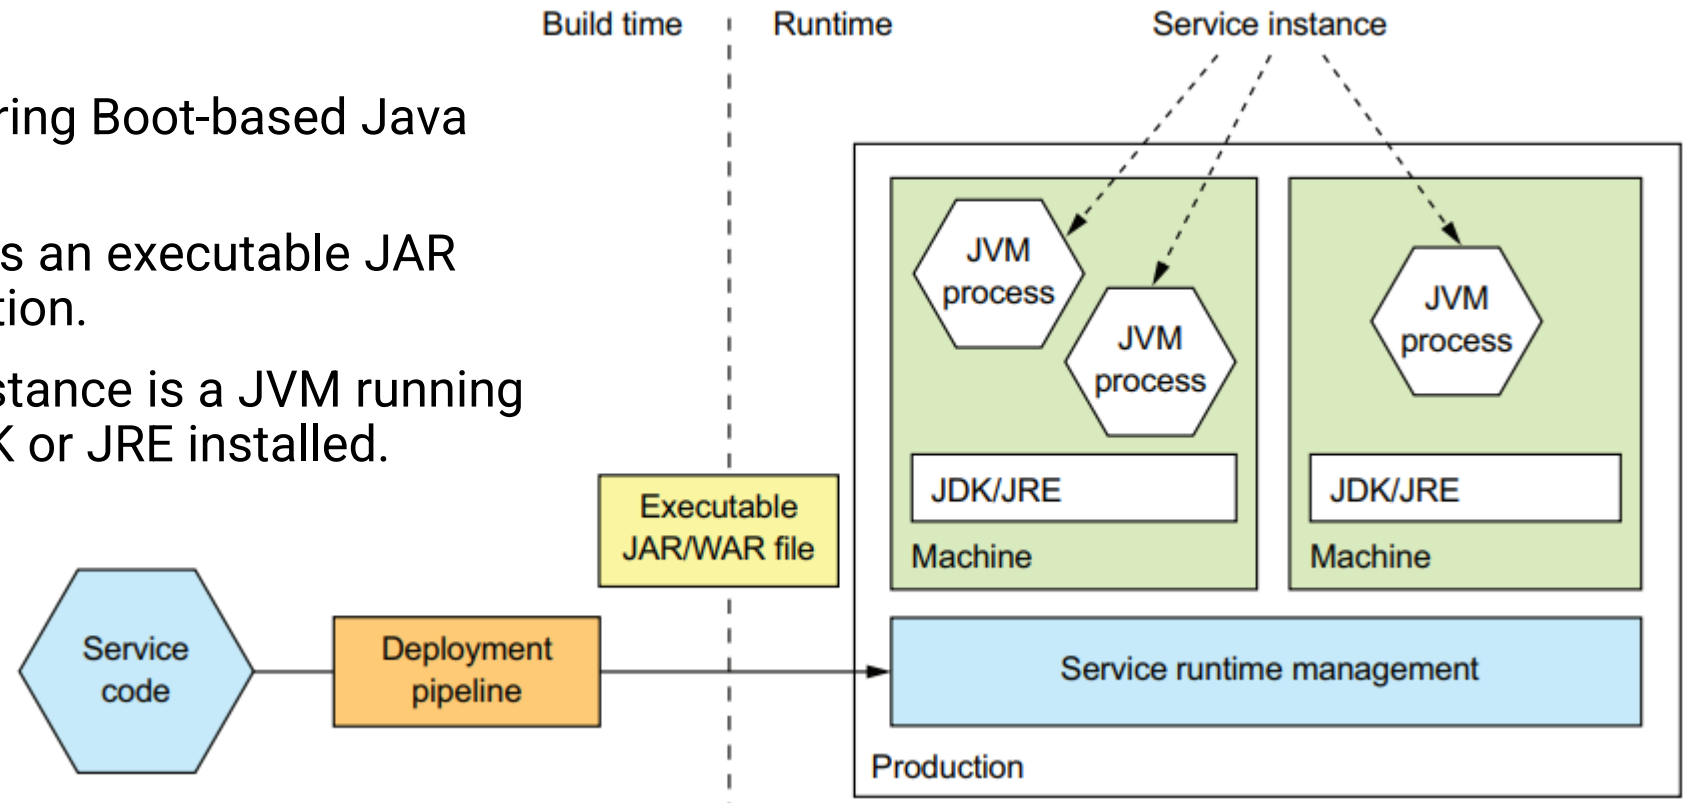 Build time
Runtime
Service instance
ring Boot-based Java
s an executable JAR
tion.
stance is a JVM running
K or JRE installed.
JVM
process
JVM
process
JVM
process
JDK/JRE
Machine
JDK/JRE
Machine
Executable
JAR/WAR file
Service
code
Deployment
pipeline
Service runtime management
Production